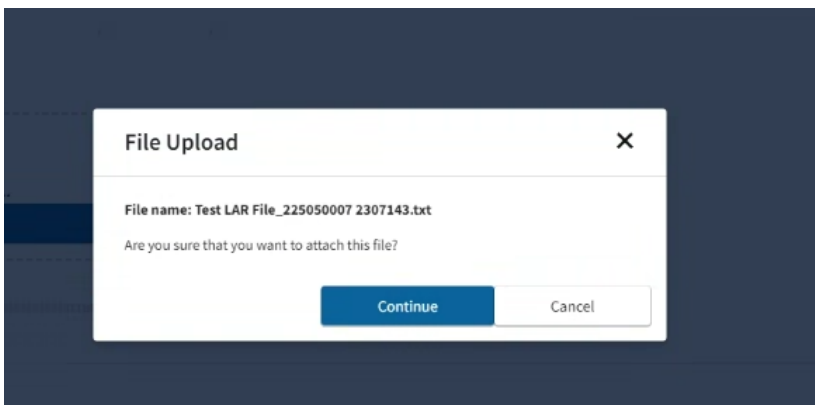 File Upload
File name: Test LAR File_225050007 2307143.txt
Are you sure that you want to attach this file?
Continue
Cancel